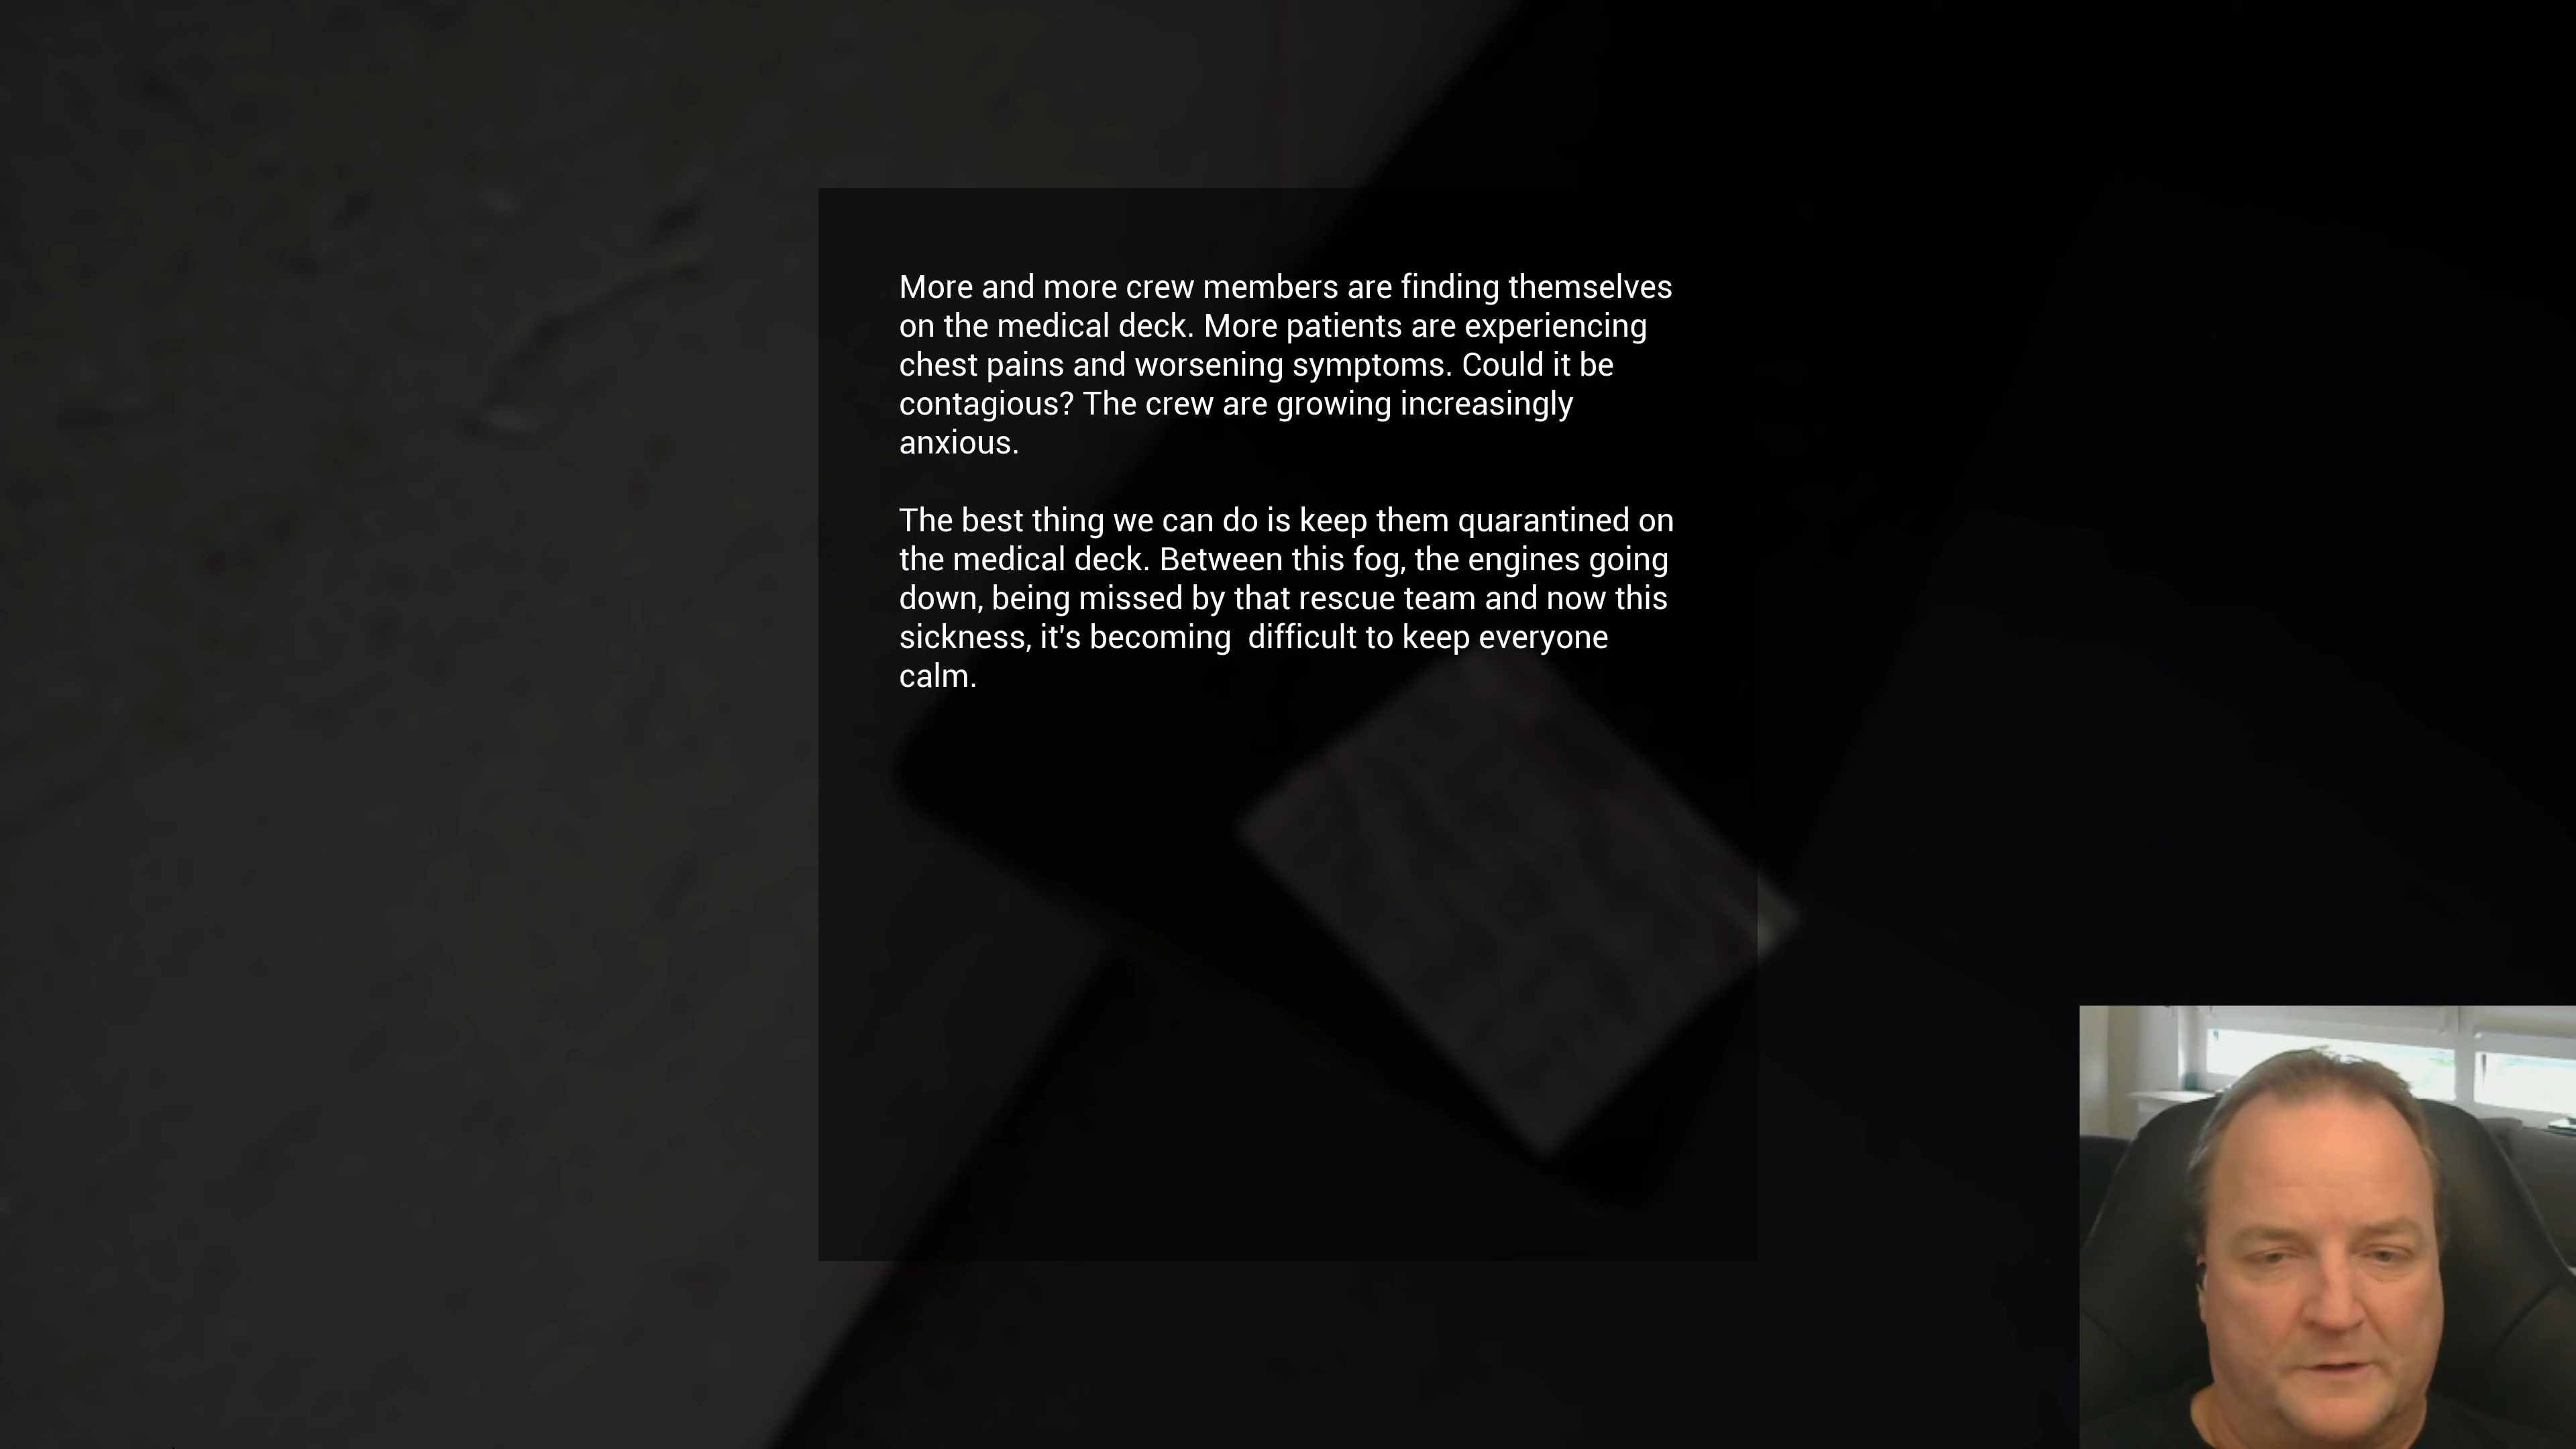 More and more crew members are finding themselves
on the medical deck. More patients are experiencing
chest pains and worsening symptoms. Could it be
contagious? The crew are growing increasingly
anxious.
The best thing we can do is keep them quarantined on
the medical deck. Between this fog, the engines going
down, being missed by that rescue team and now this
sickness, it's becoming  difficult to keep everyone
calm.